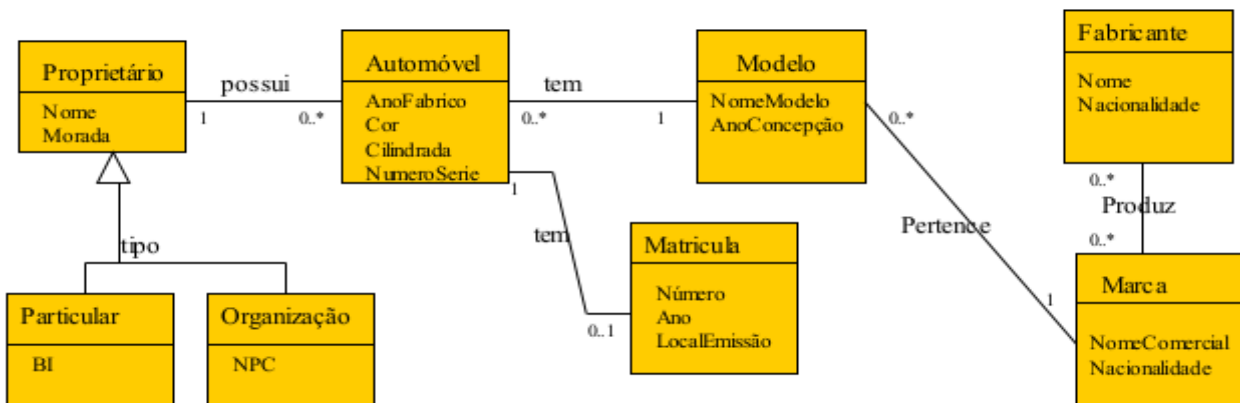 Proprietário
Nome
Morada
possui
1
0..*
Automóvel
AnoFabrico
Cor
Cilindrada
NumeroSerie
tem
0..*
1
Modelo
NomeModelo
AnoConcepção
0..*
Pertence
1
Fabricante
Nome
Nacionalidade
0..*
Produz
0..*
Marca
NomeComercial
Nacionalidade
1
tem
0..1
Matricula
Número
Ano
LocalEmissão
tipo
Particular
BI
Organização
NPC